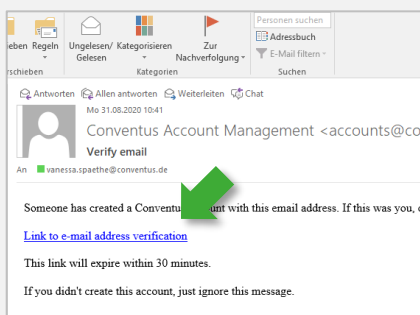 Personen suchen
eben Regeln Ungelesen/ Kategorisieren Zur Adressbuch
Gelesen Nachverfolgung E-Mail filtern
schieben Kategorien Suchen
Antworten Allen antworten Weiterleiten Chat
Mo 31.08.2020 10:41
Conventus Account Management <accounts@co
Verify email
An vanessa.spaethe@conventus.de
Someone has created a Conventu unt with this email address. If this was you,
Link to e-mail address verification
This link will expire within 30 minutes.
If you didn't create this account, just ignore this message.